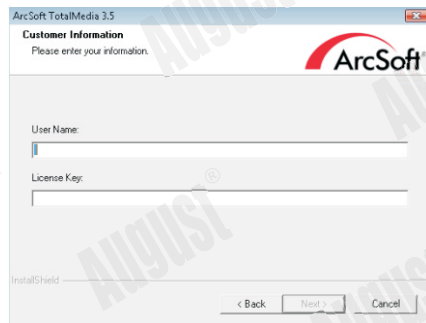 ArcSoft TotalMedia 3.5
Customer Information
Please enter your information.
ArcSoft®
User Name:
License Key:
August®
InstallShield
< Back Next > Cancel
August
August
August